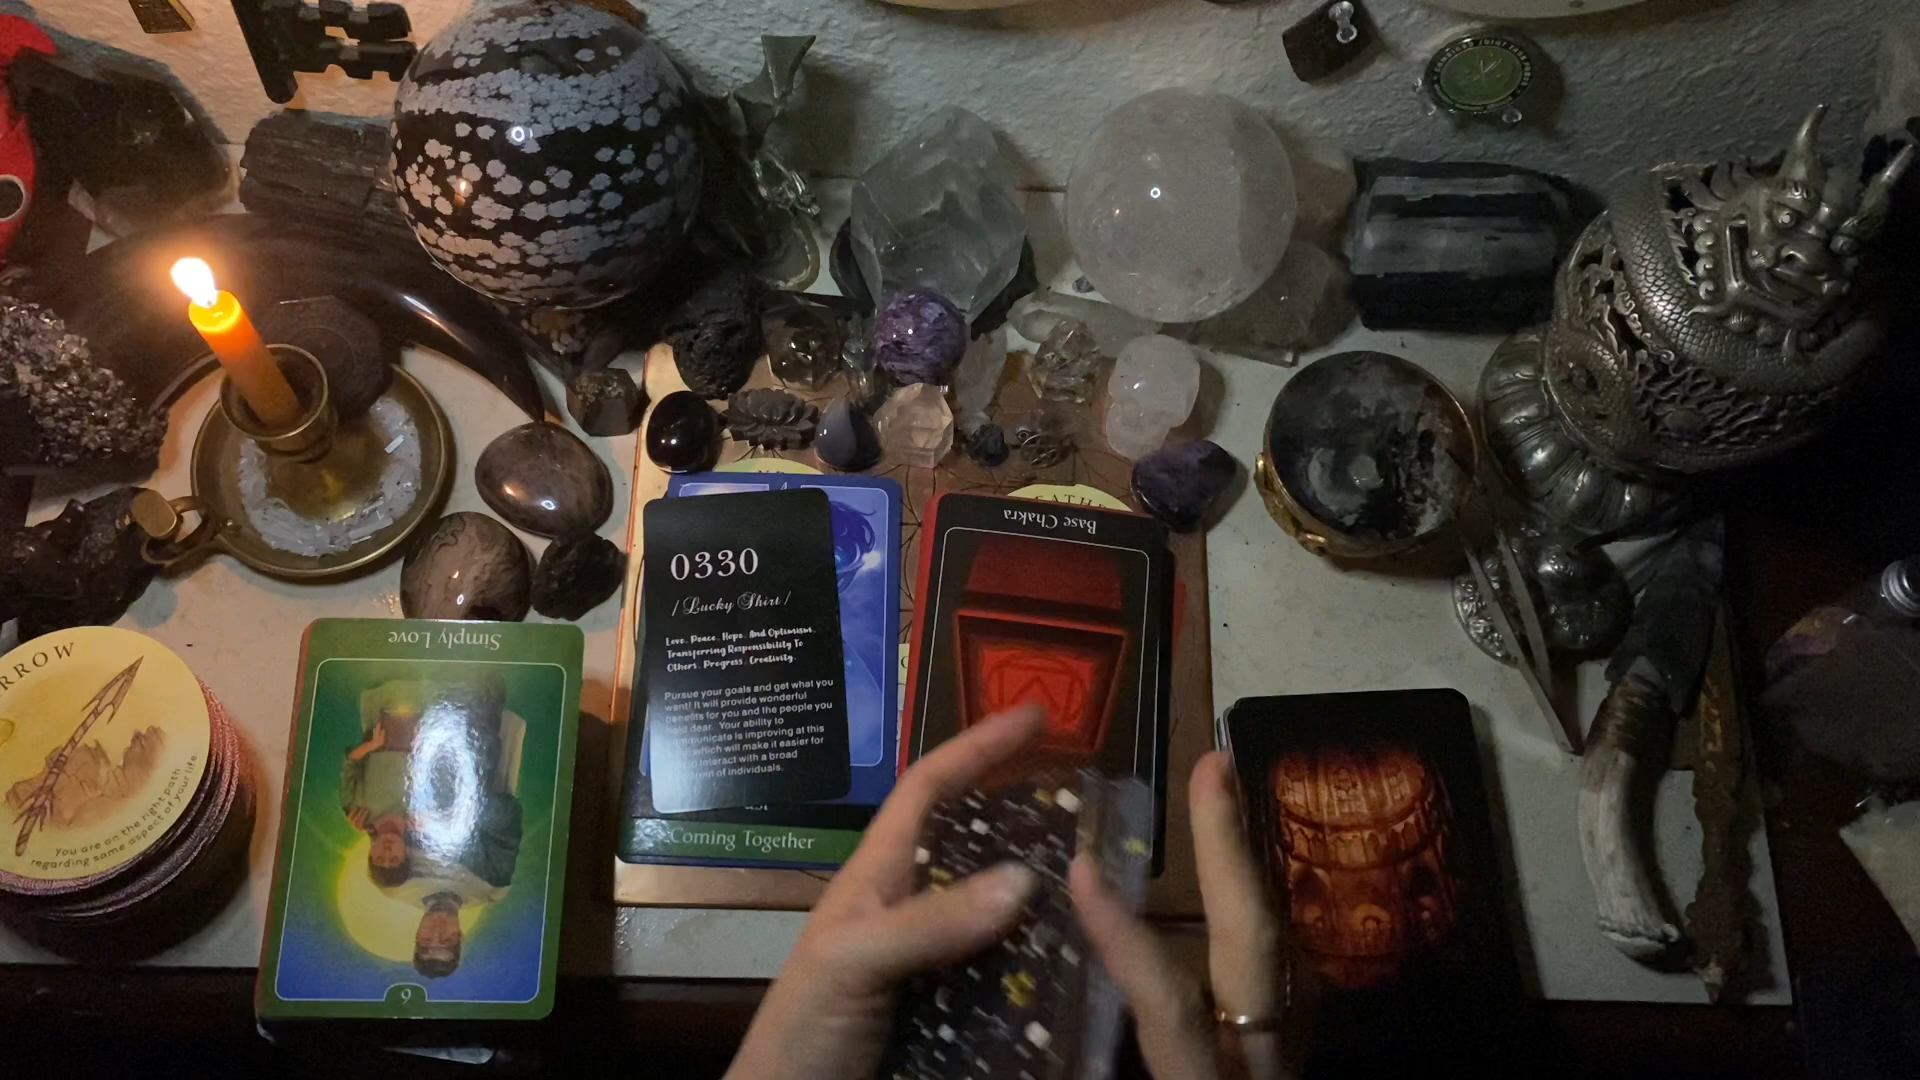 ARROW
You are on the right path
regarding some aspect of your life.
Simply Love
6
0330
/ Lucky Shirt /
Love. Peace. Hope. And Optimism.
Transferring Responsibility To
Others. Progress. Creativity.
Pursue your goals and get what you
want! It will provide wonderful
benefits for you and the people you
hold dear. Your ability to
communicate is improving at this
which will make it easier for
to interact with a broad
of individuals.
Coming Together
Base Chakra